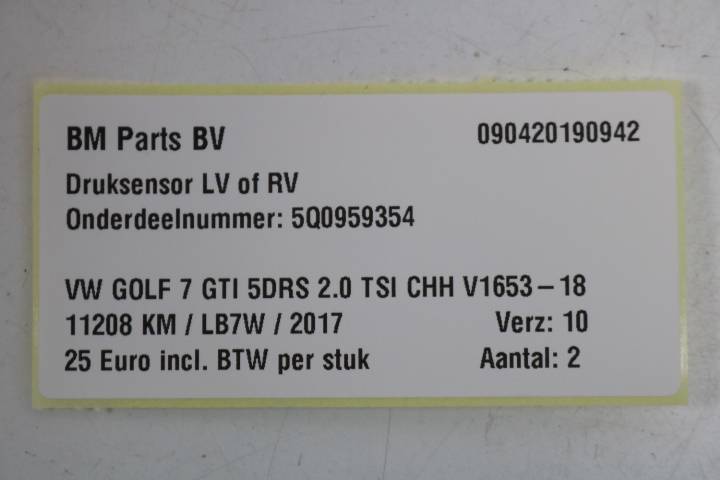 BM Parts BV 090420190942
Druksensor LV of RV
Onderdeelnummer: 5Q0959354
VW GOLF 7 GTI 5DRS 2.0 TSI CHH V1653-18
11208 KM / LB7W / 2017 Verz: 10
25 Euro incl. BTW per stuk Aantal: 2